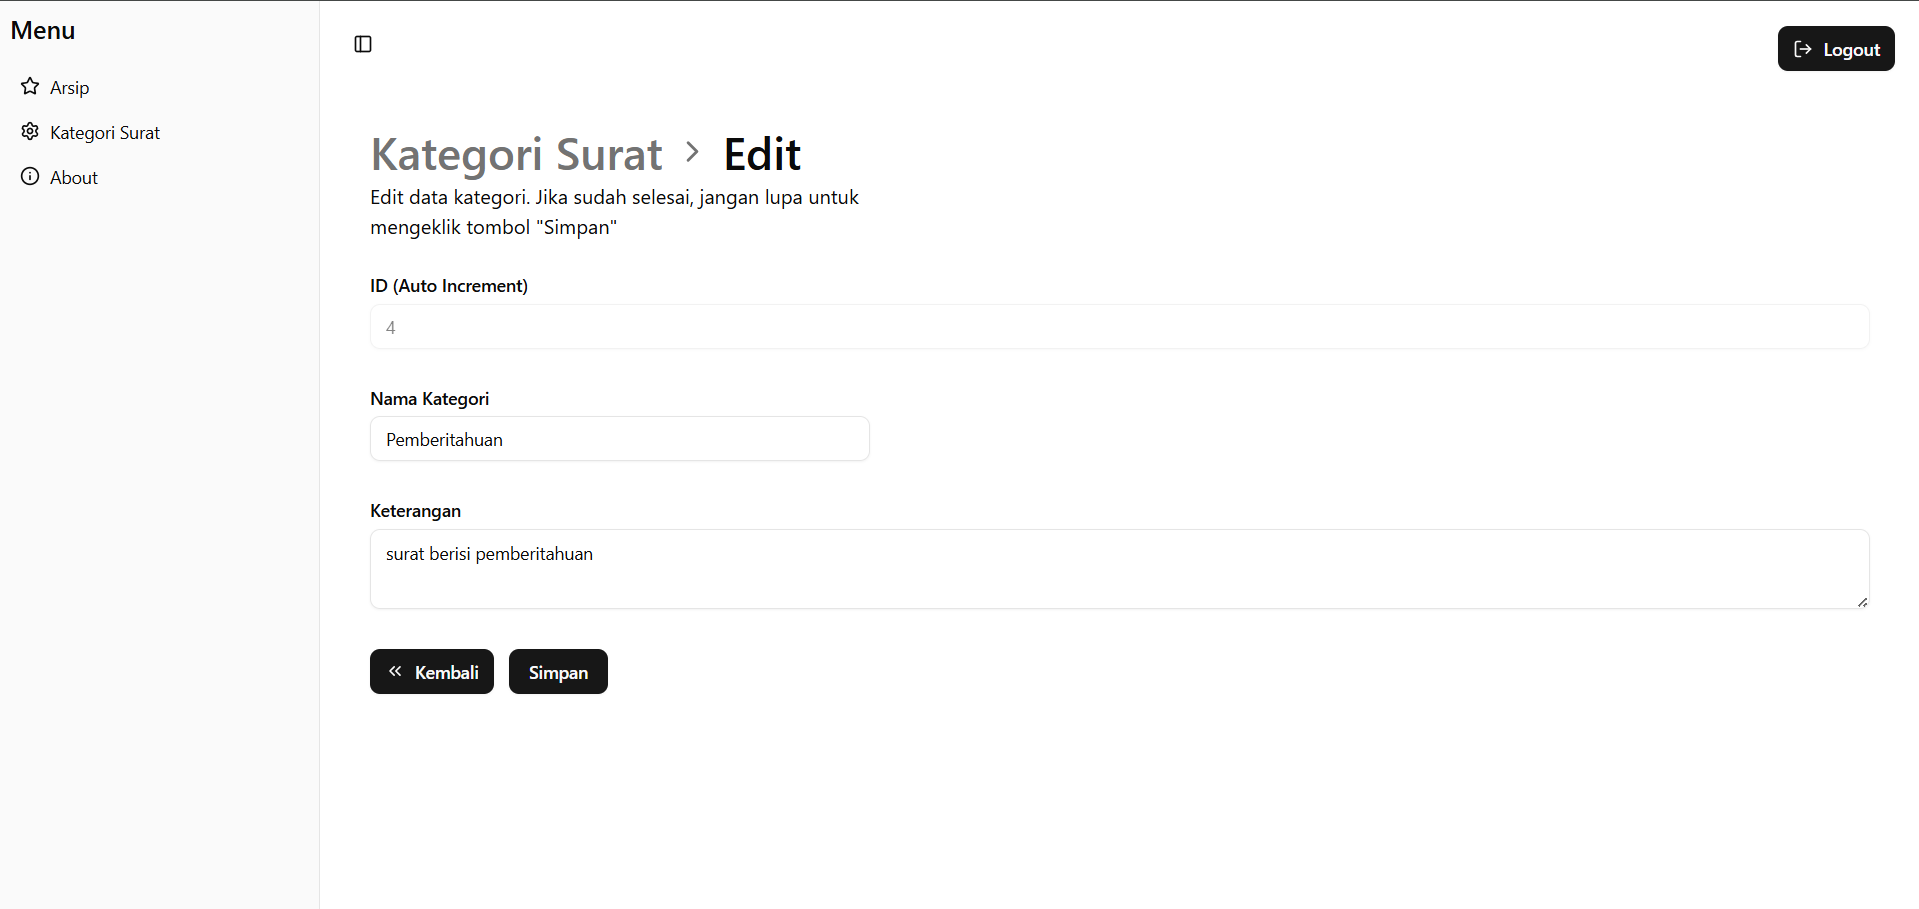 Menu
Arsip
Kategori Surat
About
Logout
Kategori Surat > Edit
Edit data kategori. Jika sudah selesai, jangan lupa untuk
mengeklik tombol "Simpan"
ID (Auto Increment)
4
Nama Kategori
Pemberitahuan
Keterangan
surat berisi pemberitahuan
Kembali
Simpan